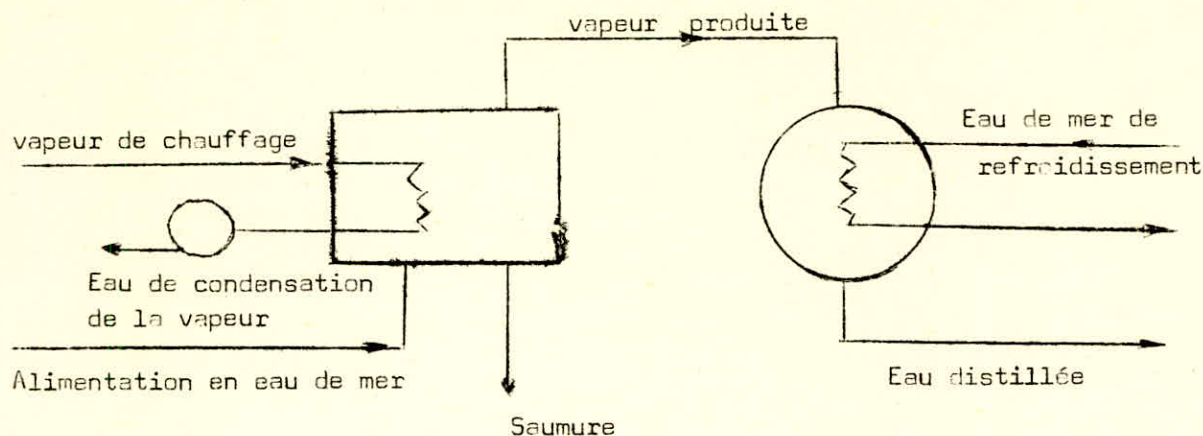 vapeur produite
vapeur de chauffage
Eau de mer de
refroidissement
Eau de condensation
de la vapeur
Alimentation en eau de mer
Eau distillée
Saumure